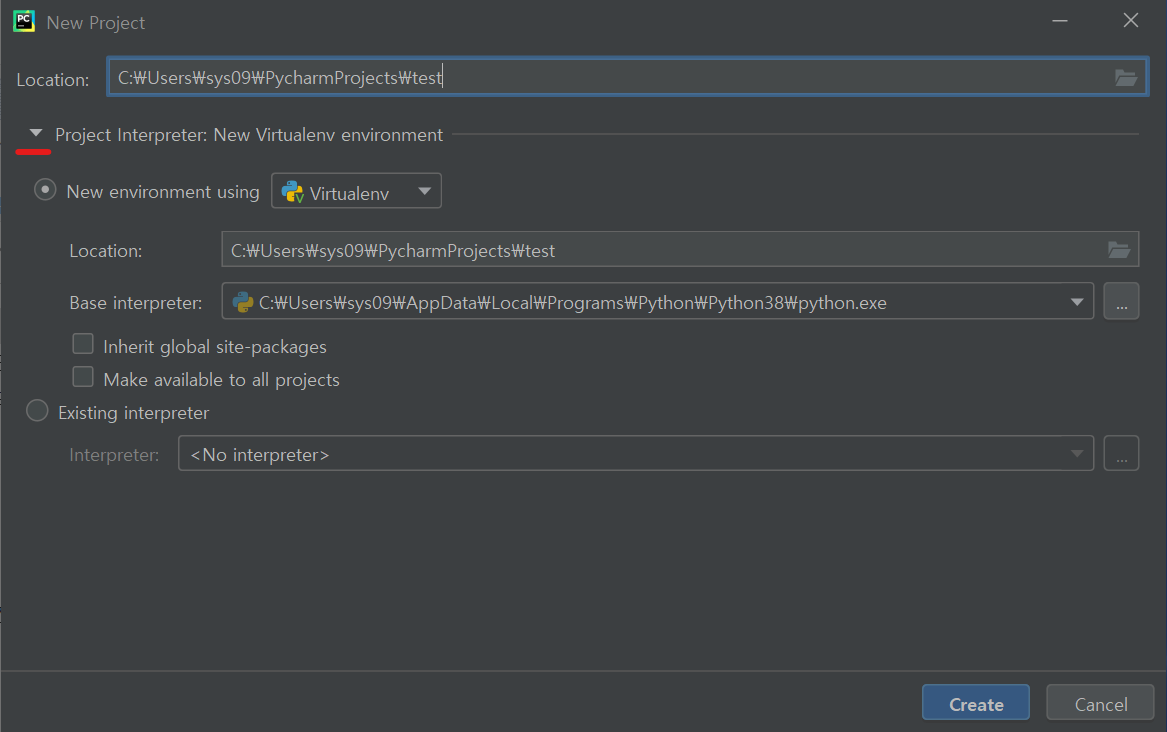 New Project
Location: C:₩Users₩sys09₩PycharmProjects₩test
Project Interpreter: New Virtualenv environment
New environment using Virtualenv
Location: C:₩Users₩sys09₩PycharmProjects₩test
Base interpreter: C:₩Users₩sys09₩AppData₩Local₩Programs₩Python₩Python38₩python.exe ...
Inherit global site-packages
Make available to all projects
Existing interpreter
Interpreter: <No interpreter> ...
Create Cancel